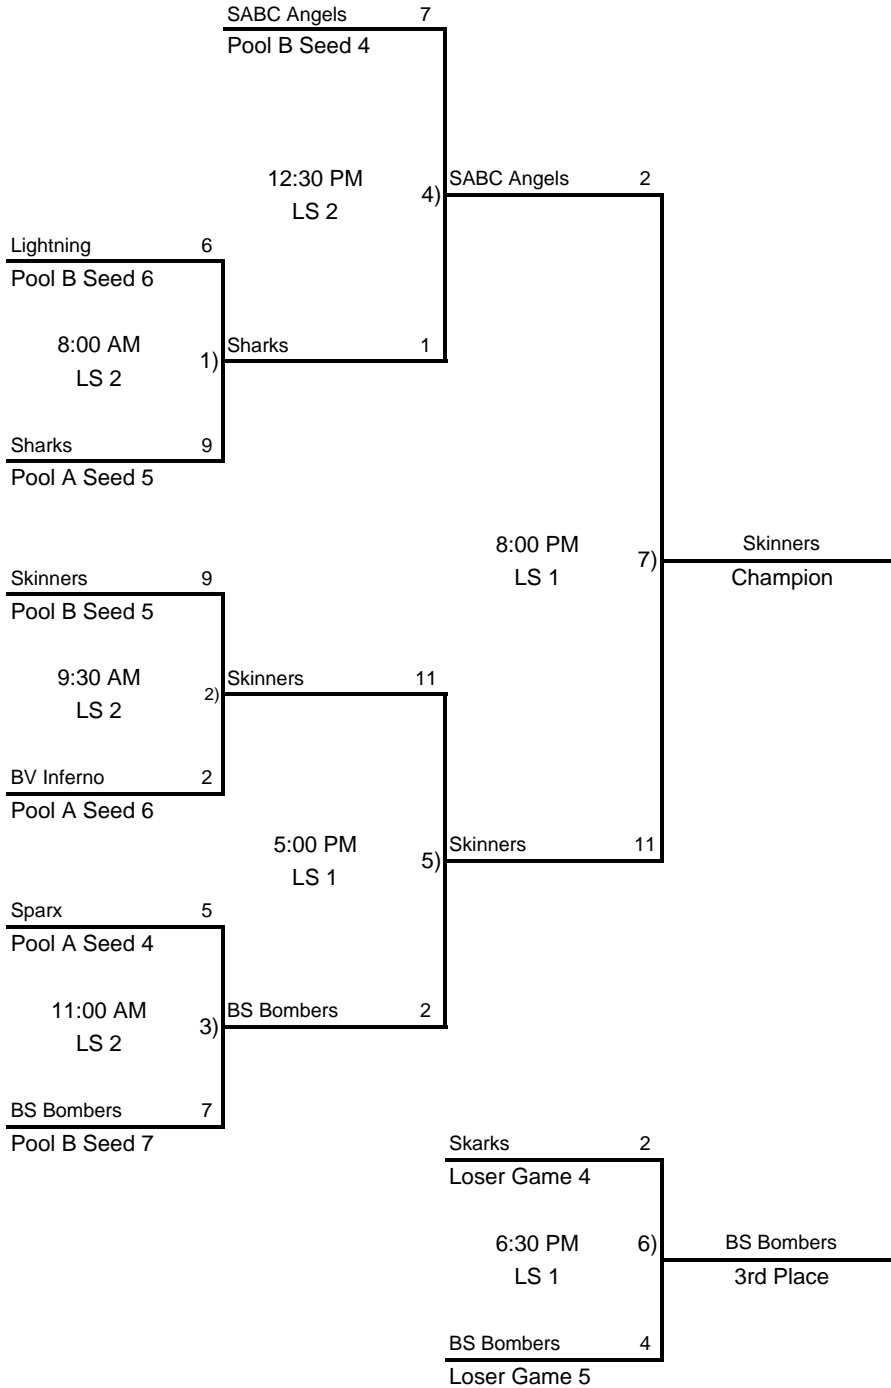 SABC Angels 7
Pool B Seed 4
12:30 PM
LS 2
4)
SABC Angels 2
Lightning 6
Pool B Seed 6
8:00 AM
LS 2
1)
Sharks 1
Sharks 9
Pool A Seed 5
8:00 PM
LS 1
7)
Skinners
Champion
Skinners 9
Pool B Seed 5
9:30 AM
LS 2
2)
Skinners 11
BV Inferno 2
Pool A Seed 6
5:00 PM
LS 1
5)
Skinners 11
Sparx 5
Pool A Seed 4
11:00 AM
LS 2
3)
BS Bombers 2
BS Bombers 7
Pool B Seed 7
Skarks 2
Loser Game 4
6:30 PM
LS 1
6)
BS Bombers
3rd Place
BS Bombers 4
Loser Game 5